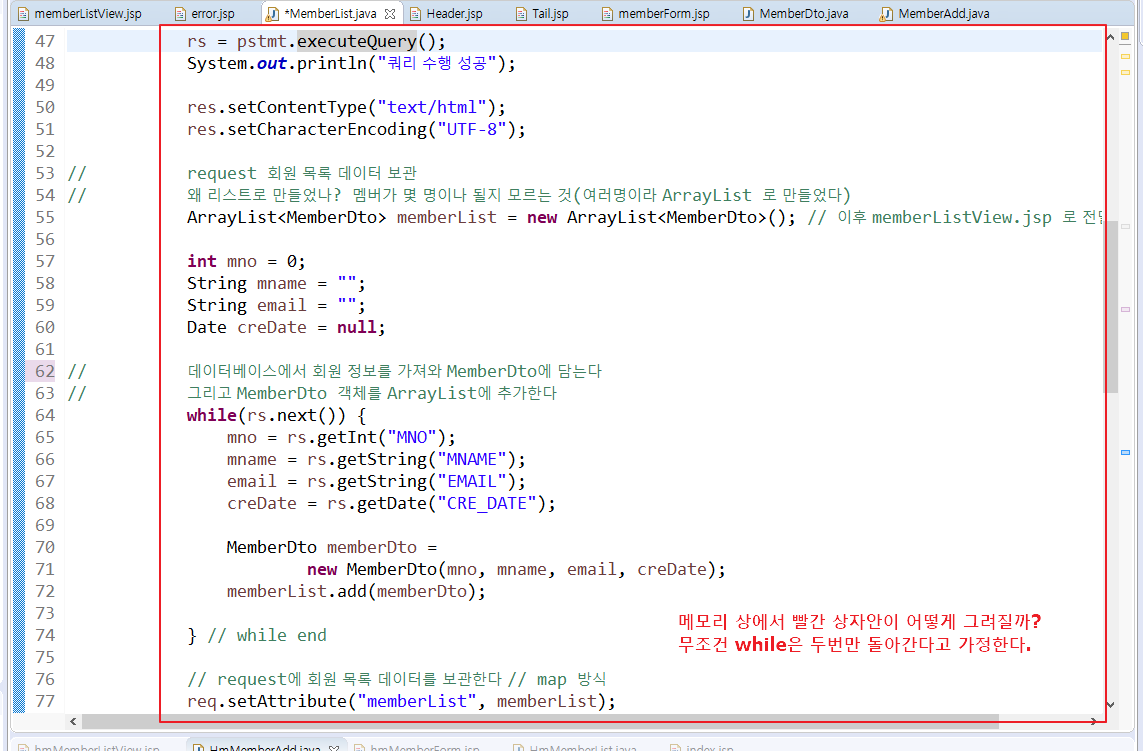 memberListView.jsp error.jsp *MemberList.java Header.jsp Tail.jsp memberForm.jsp MemberDto.java MemberAdd.java
47 rs = pstmt.executeQuery();
48 System.out.println("쿼리 수행 성공");
49
50 res.setContentType("text/html");
51 res.setCharacterEncoding("UTF-8");
52
53 // request 회원 목록 데이터 보관
54 // 왜 리스트로 만들었나? 멤버가 몇 명이나 될지 모르는 것(여러명이라 ArrayList 로 만들었다)
55 ArrayList<MemberDto> memberList = new ArrayList<MemberDto>(); // 이후 memberListView.jsp 로
56
57 int mno = 0;
58 String mname = "";
59 String email = "";
60 Date creDate = null;
61
62 // 데이터베이스에서 회원 정보를 가져와 MemberDto에 담는다
63 // 그리고 MemberDto 객체를 ArrayList에 추가한다
64 while(rs.next()) {
65 mno = rs.getInt("MNO");
66 mname = rs.getString("MNAME");
67 email = rs.getString("EMAIL");
68 creDate = rs.getDate("CRE_DATE");
69
70 MemberDto memberDto =
71 new MemberDto(mno, mname, email, creDate);
72 memberList.add(memberDto);
73
메모리 상에서 빨간 상자안이 어떻게 그려질까?
74 } // while end
무조건 while은 두번만 돌아간다고 가정한다.
75
76 // request에 회원 목록 데이터를 보관한다 // map 방식
77 req.setAttribute("memberList", memberList);
hmMemberListView.jsp HmMemberAdd.java hmMemberForm.jsp HmMemberList.java index.jsp